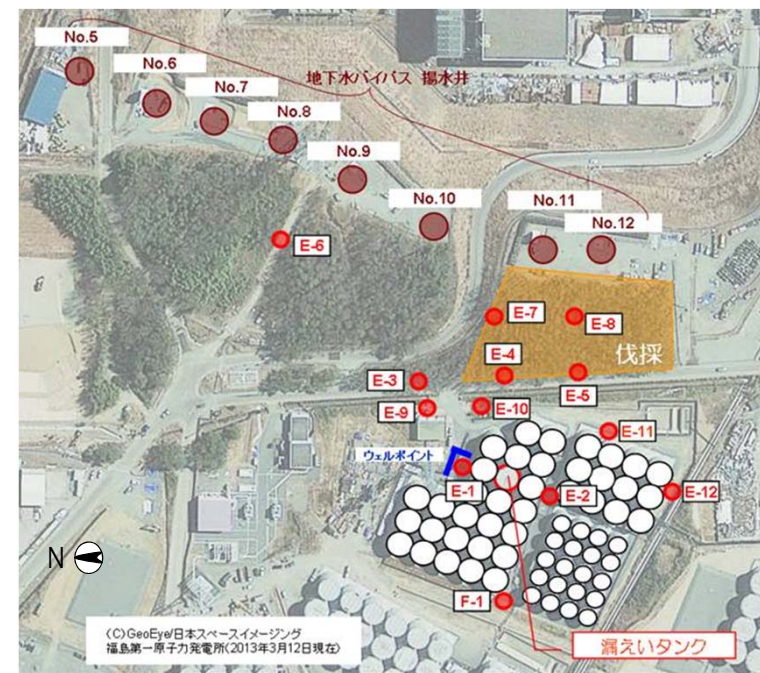 No.5
No.6
No.7
地下水バイパス 揚水井
No.8
No.9
No.10
No.11
No.12
E-6
E-7
E-8
伐採
E-4
E-3
E-5
E-9
E-10
E-11
ウェルポイント
E-1
E-2
E-12
N
F-1
(C)GeoEye/日本スペースイメージング
福島第一原子力発電所(2013年3月12日現在)
漏えいタンク